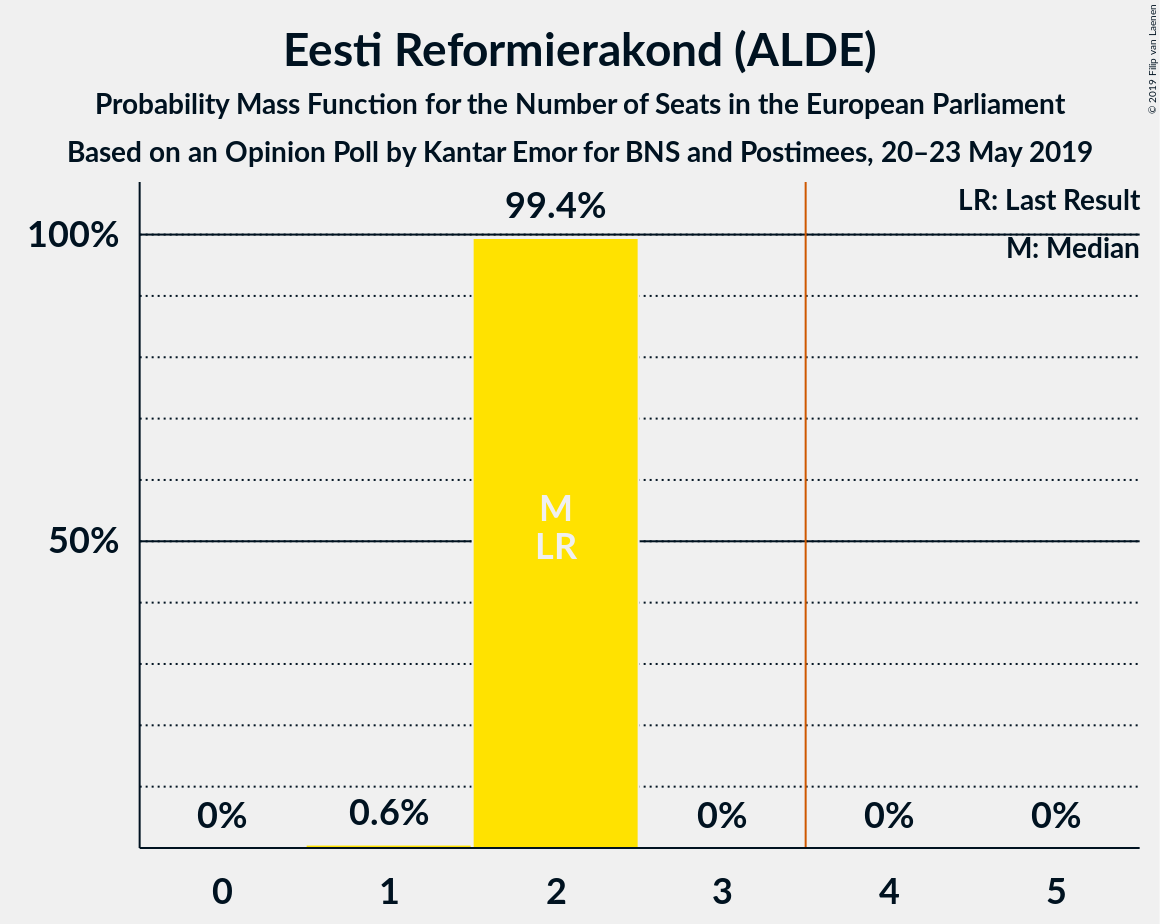 Eesti Reformierakond (ALDE)
Probability Mass Function for the Number of Seats in the European Parliament
Based on an Opinion Poll by Kantar Emor for BNS and Postimees, 20–23 May 2019
© 2019 Filip van Laenen
LR: Last Result
M: Median
99.4%
100%
M
LR
50%
0%
0.6%
0%
0%
0%
0
1
2
3
4
5